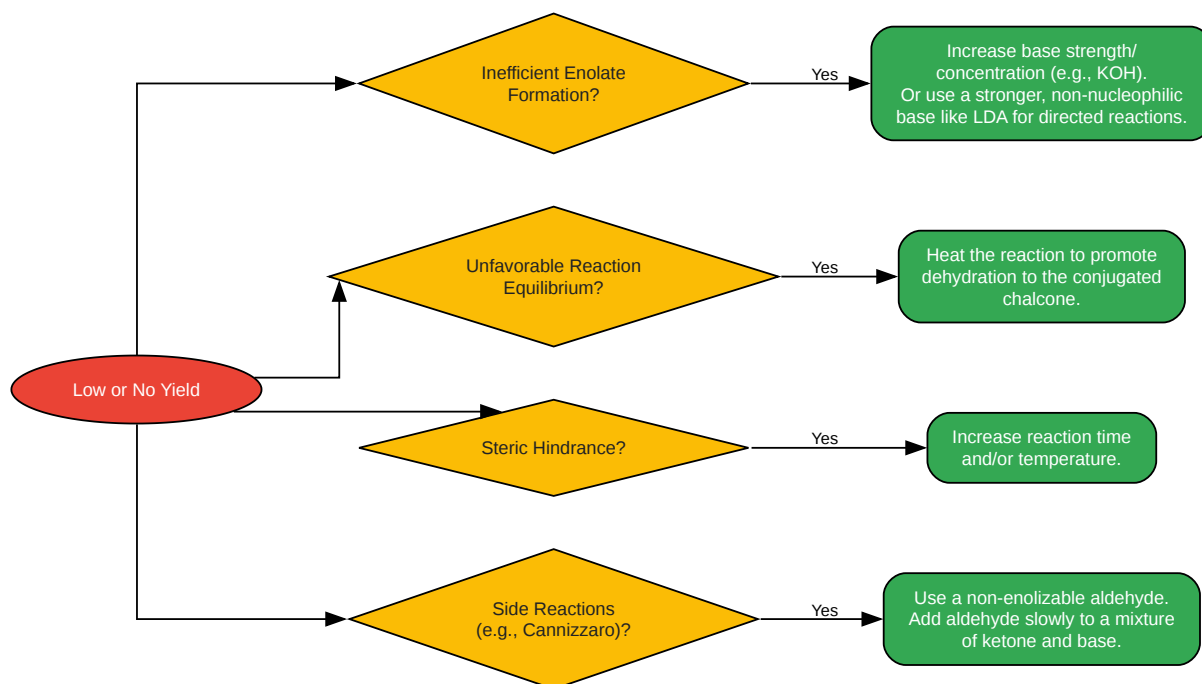 Inefficient Enolate
Formation?
Yes
Increase base strength/
concentration (e.g., KOH).
Or use a stronger, non-nucleophilic
base like LDA for directed reactions.
Unfavorable Reaction
Equilibrium?
Yes
Heat the reaction to promote
dehydration to the conjugated
chalcone.
Low or No Yield
Steric Hindrance?
Yes
Increase reaction time
and/or temperature.
Side Reactions
(e.g., Cannizzaro)?
Yes
Use a non-enolizable aldehyde.
Add aldehyde slowly to a mixture
of ketone and base.